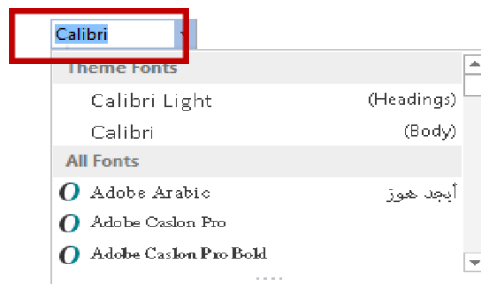 Calibri
Theme Fonts
Calibri Light (Headings)
Calibri (Body)
All Fonts
Adobe Arabic أيجد هوز
Adobe Caslon Pro
Adobe Caslon Pro Bold